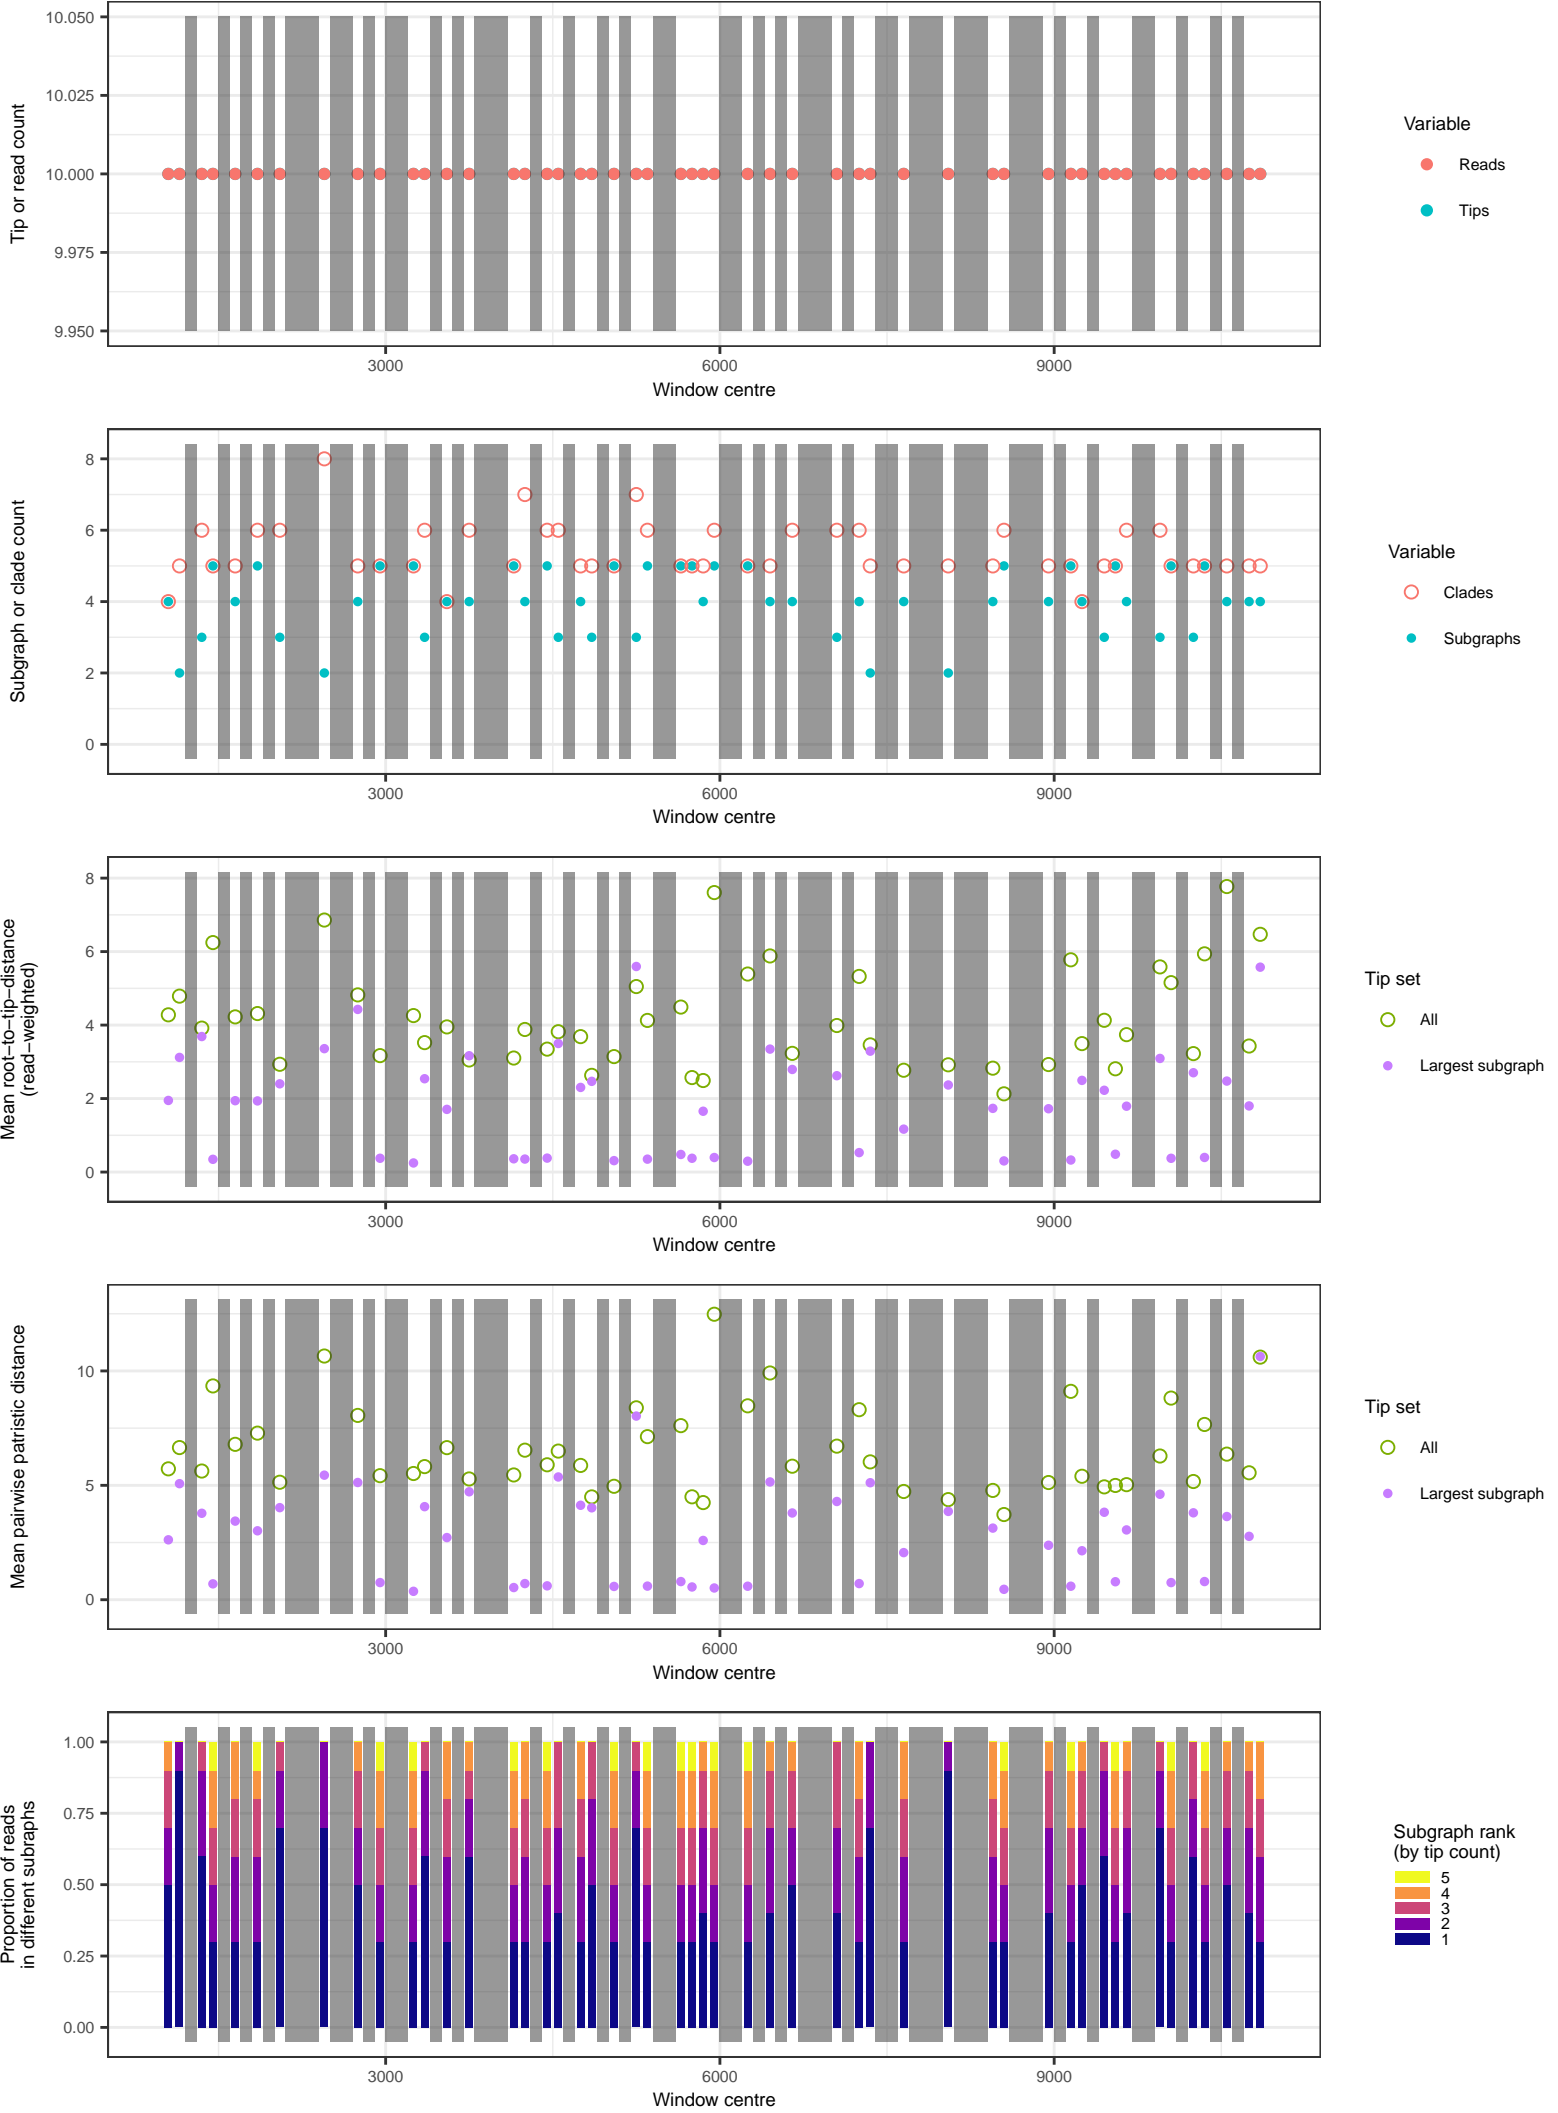 10.050
10.025
10.000
9.975
9.950
Tip or read count
3000
6000
9000
Window centre
Variable
Reads
Tips
8
6
4
2
0
Subgraph or clade count
3000
6000
9000
Window centre
Variable
Clades
Subgraphs
8
6
4
2
0
Mean root−to−tip−distance
(read−weighted)
3000
6000
9000
Window centre
Tip set
All
Largest subgraph
10
5
0
Mean pairwise patristic distance
3000
6000
9000
Window centre
Tip set
All
Largest subgraph
1.00
0.75
0.50
0.25
0.00
Proportion of reads
in different subraphs
3000
6000
9000
Window centre
Subgraph rank
(by tip count)
5
4
3
2
1